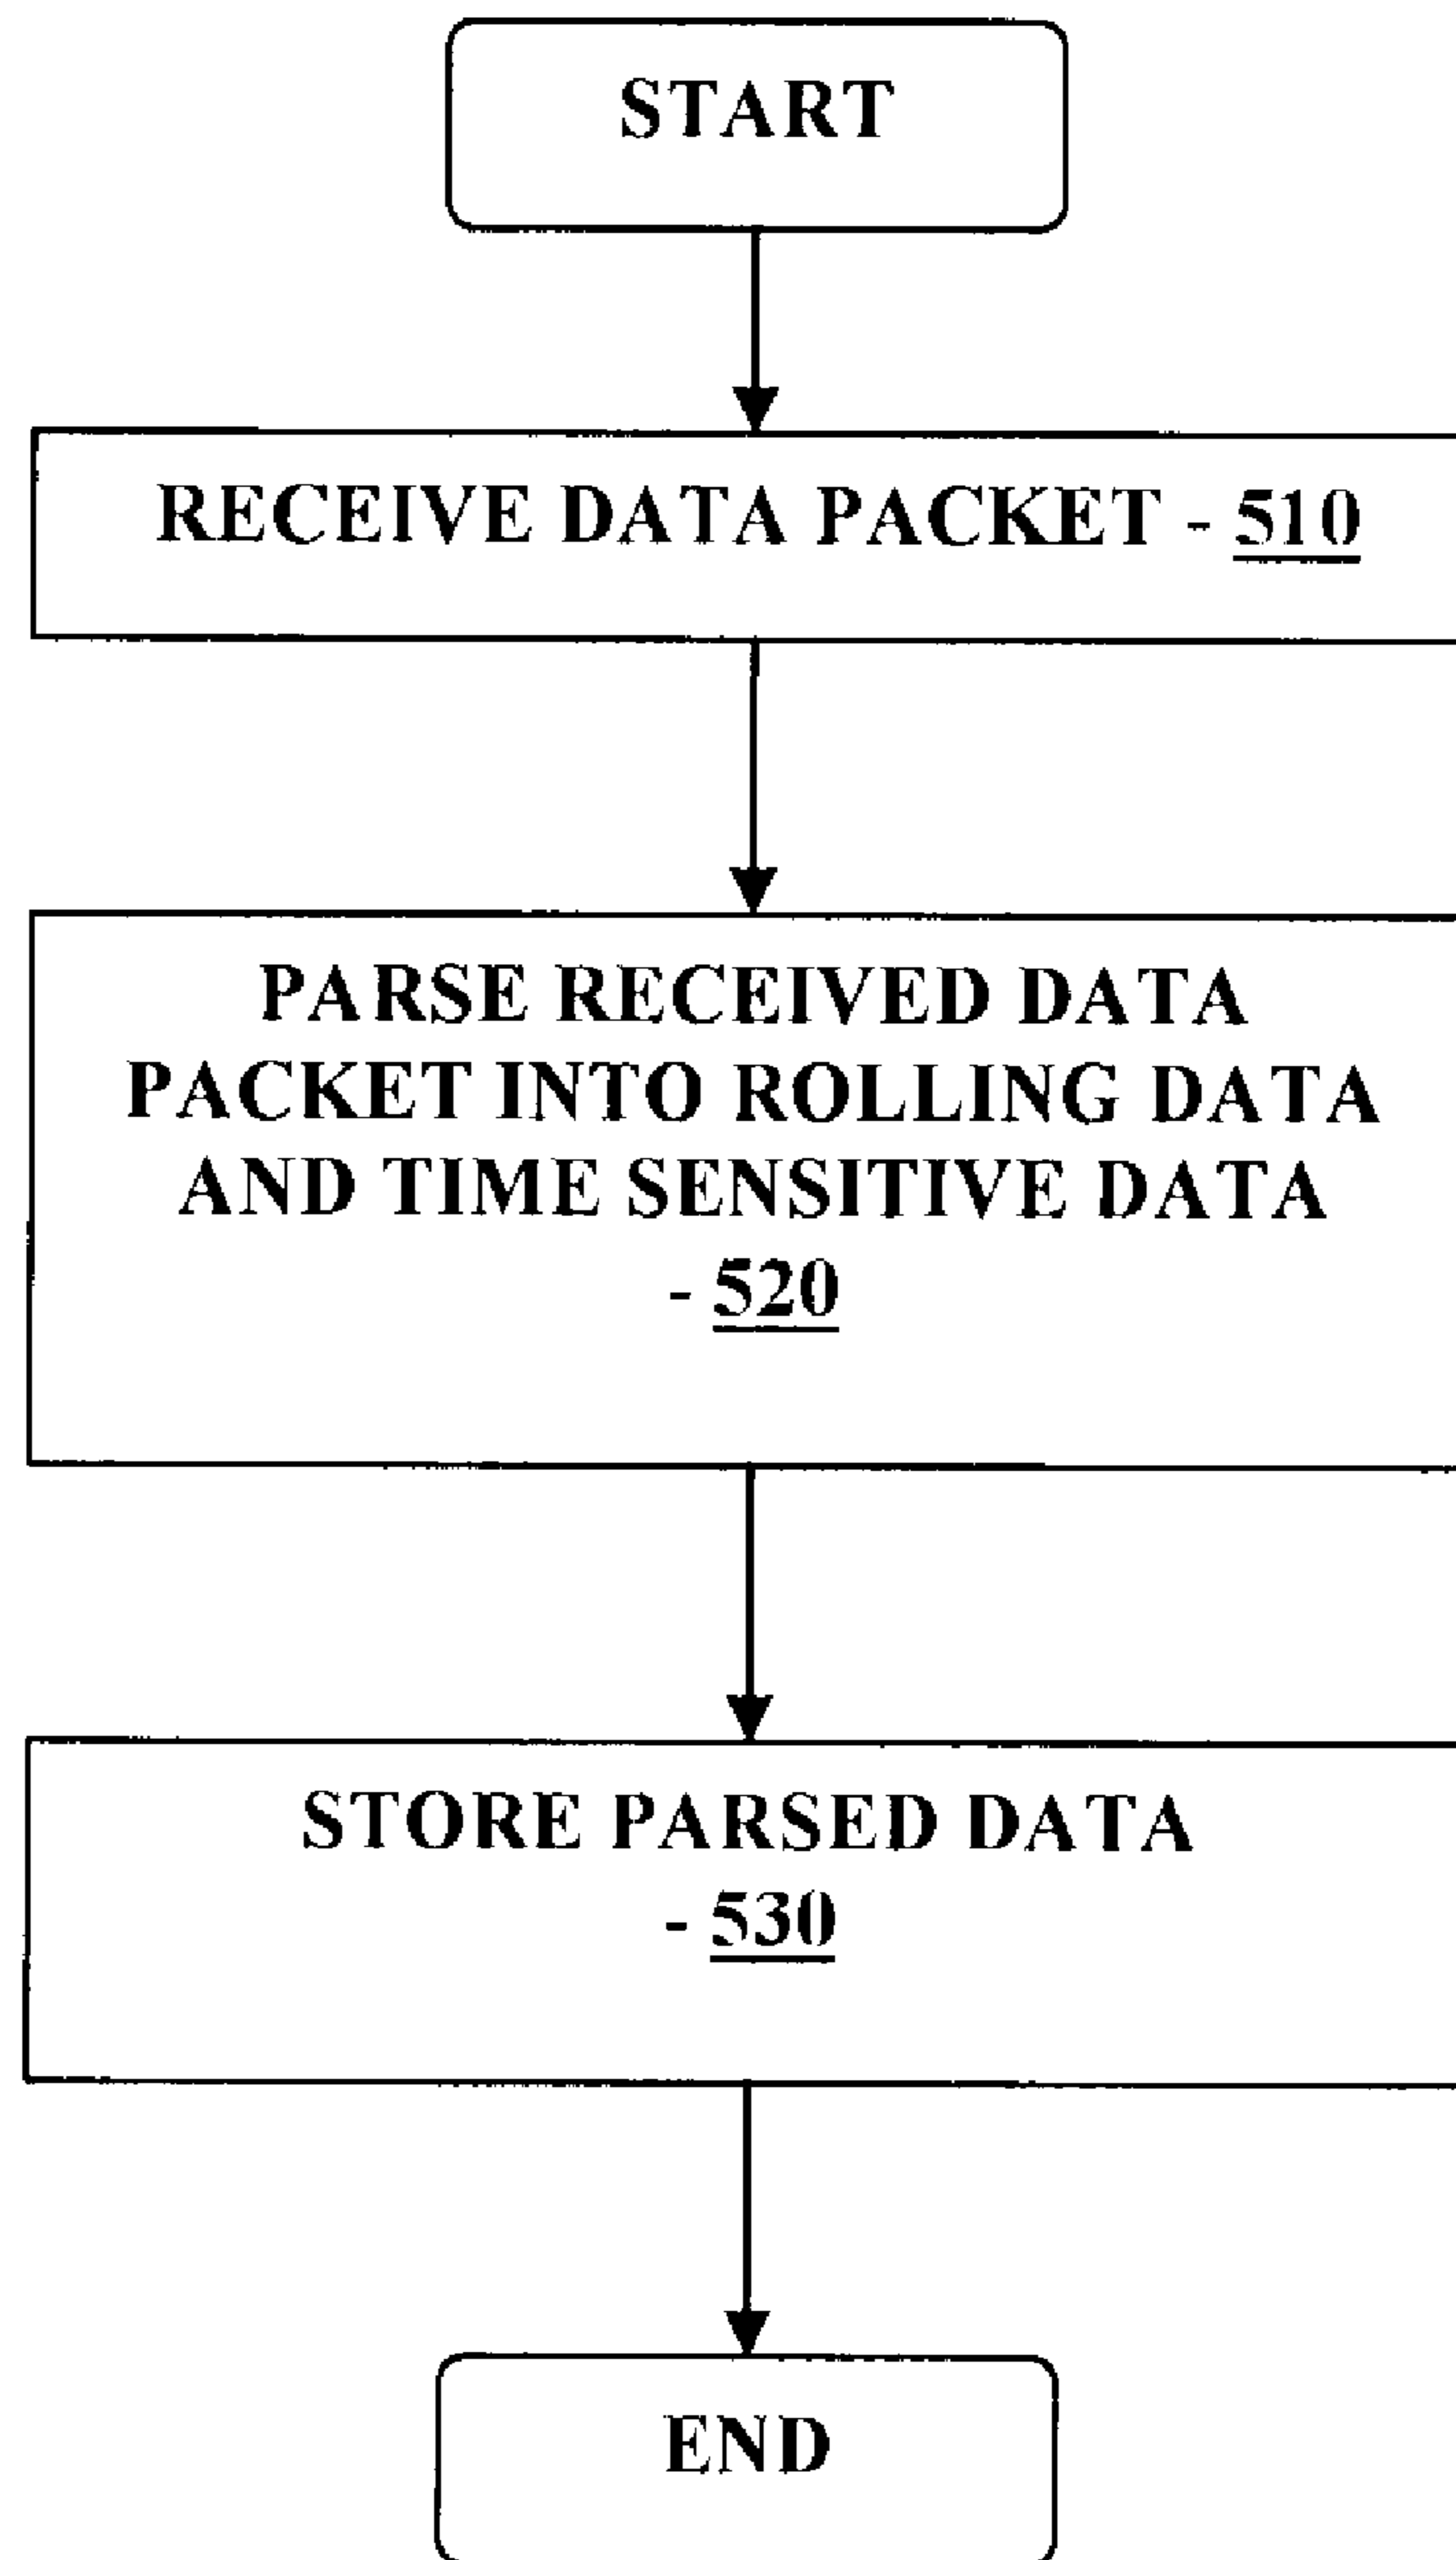 START
RECEIVE DATA PACKET - 510
PARSE RECEIVED DATA
PACKET INTO ROLLING DATA
AND TIME SENSITIVE DATA
- 520
STORE PARSED DATA
- 530
END